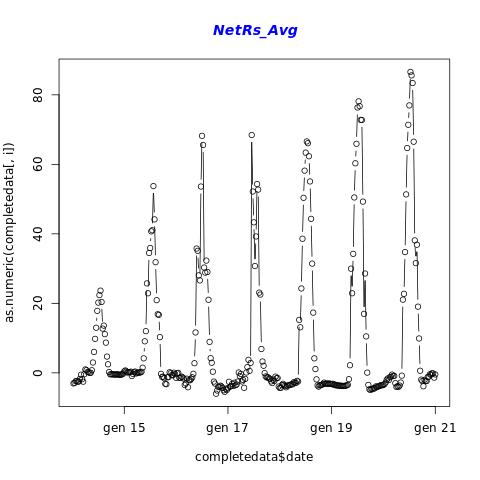 NetRs_Avg
as.numeric(completedata[, i])
80
60
40
20
0
gen 15
gen 17
gen 19
gen 21
completedata$date